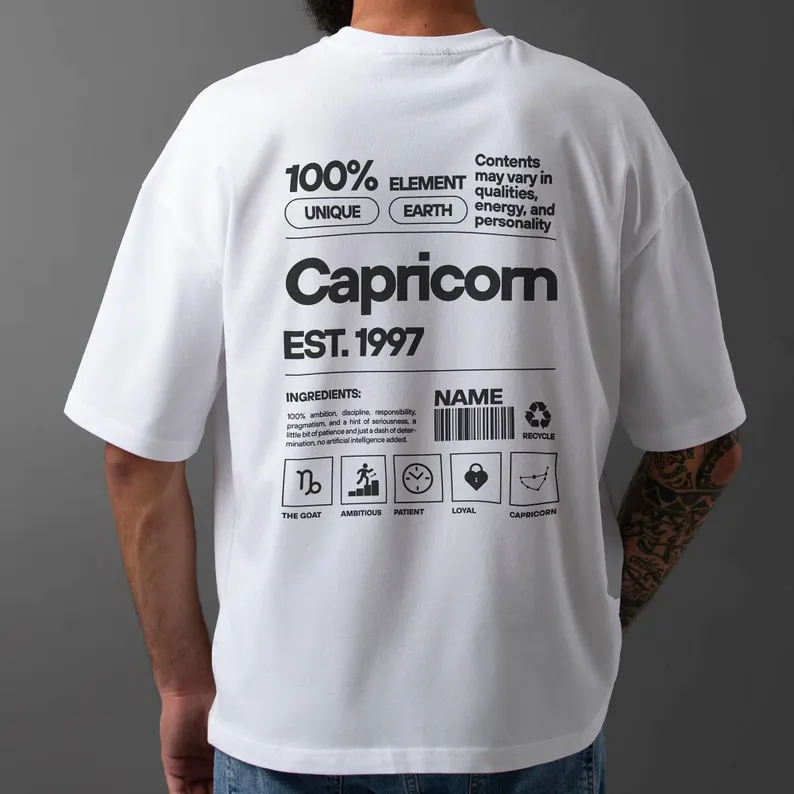 100%
UNIQUE
ELEMENT
EARTH
Contents
may vary in
qualities,
energy, and
personality
Capricorn
EST. 1997
INGREDIENTS:
100% ambition, discipline, responsibility,
pragmatism, and a hint of seriousness, a
little bit of patience and just a dash of deter-
mination, no artificial intelligence added.
NAME
RECYCLE
THE GOAT
AMBITIOUS
PATIENT
LOYAL
CAPRICORN